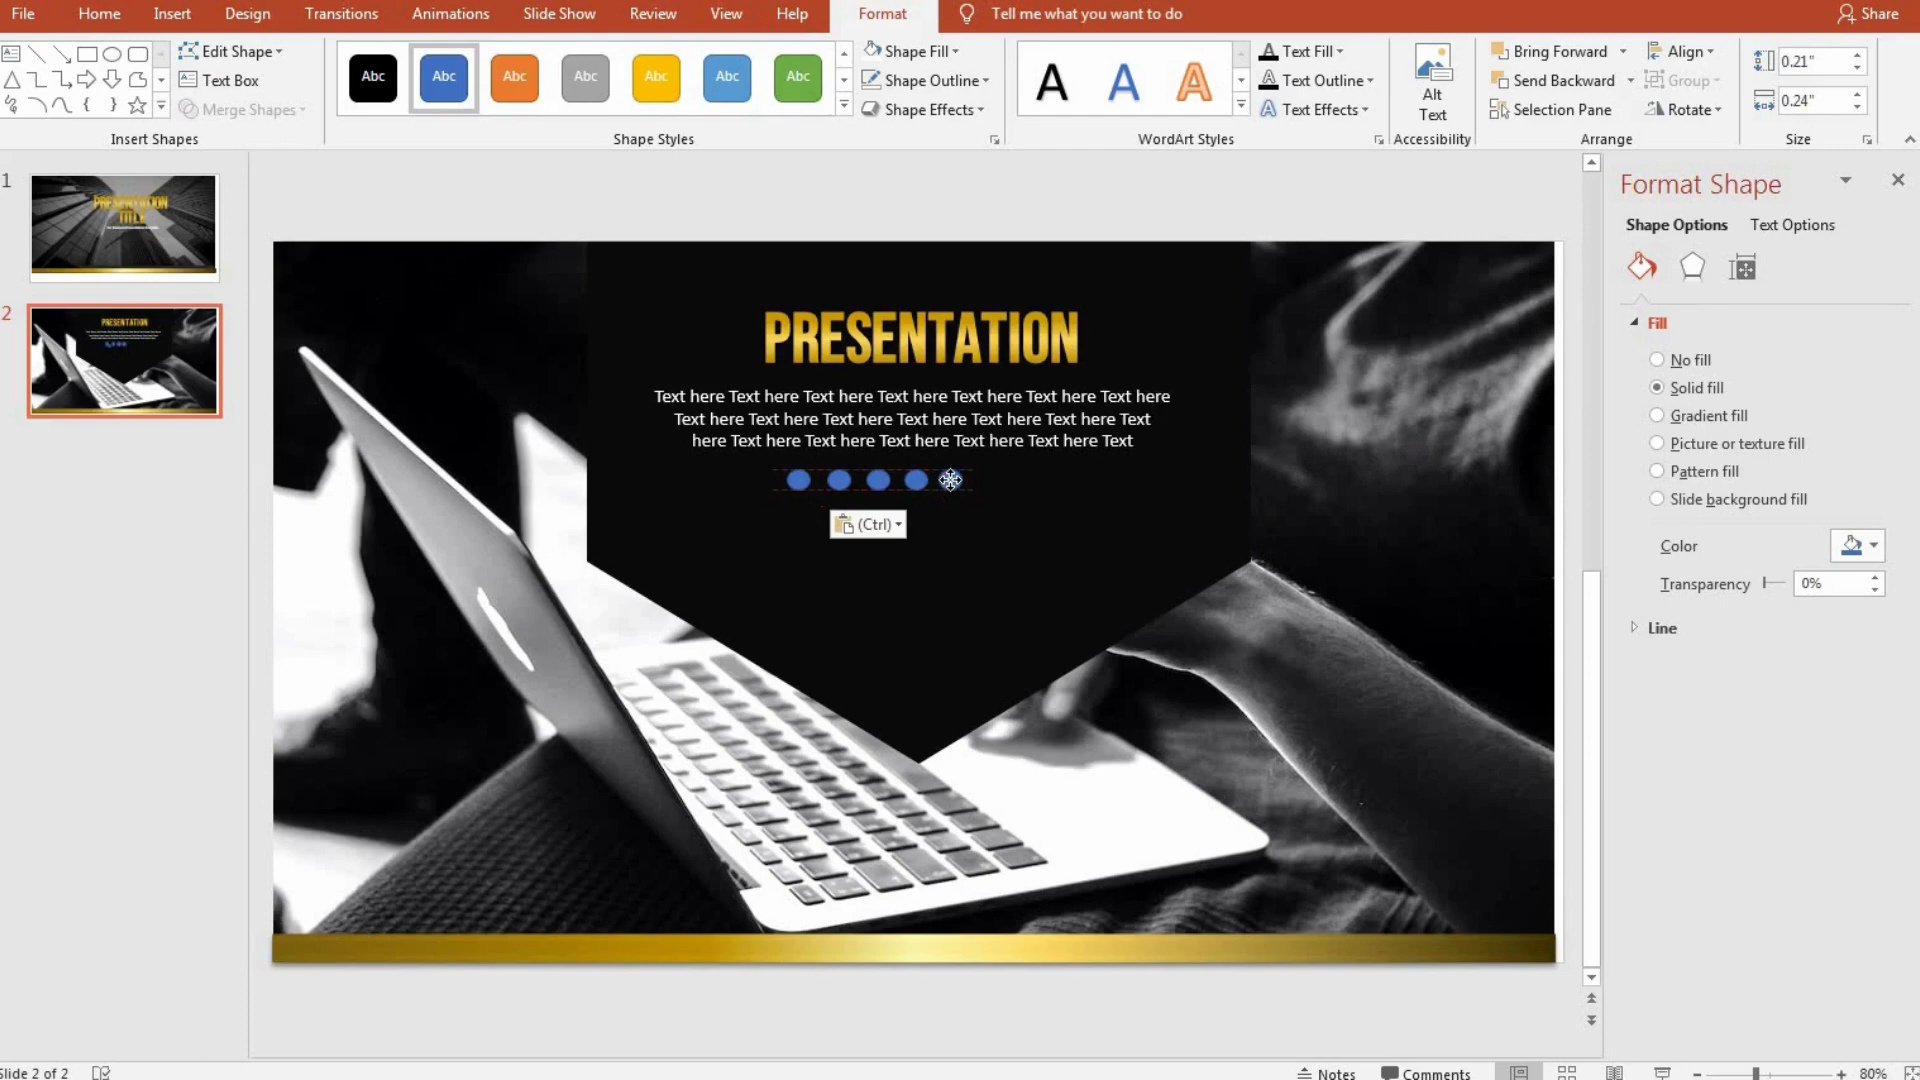 File Home Insert Design Transitions Animations Slide Show Review View Help Format Tell me what you want to do Share
Edit Shape
Text Box
Merge Shapes
Insert Shapes
Abc Abc Abc Abc Abc Abc Abc
Shape Fill
Shape Outline
Shape Effects
Shape Styles
A A A
Text Fill
Text Outline
Text Effects
WordArt Styles
Alt
Text
Accessibility
Bring Forward
Send Backward
Selection Pane
Align
Group
Rotate
Arrange
0.21"
0.24"
Size
1
PRESENTATION
TITLE
2
PRESENTATION
PRESENTATION
Text here Text here Text here Text here Text here Text here Text here
Text here Text here Text here Text here Text here Text here Text
here Text here Text here Text here Text here Text here Text
(Ctrl)
Format Shape
Shape Options Text Options
Fill
No fill
Solid fill
Gradient fill
Picture or texture fill
Pattern fill
Slide background fill
Color
Transparency 0%
Line
Slide 2 of 2
Notes Comments 80%